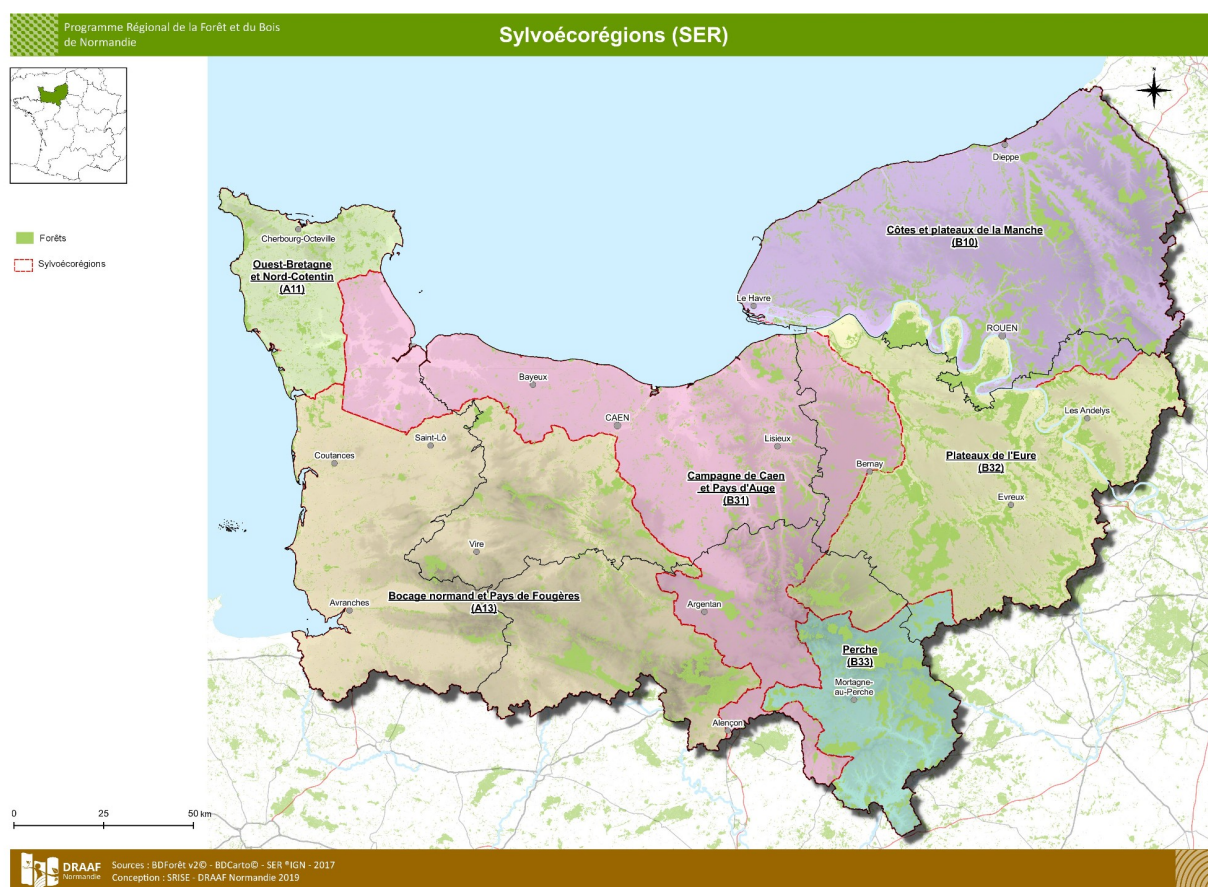 Programme Régional de la Forêt et du Bois
de Normandie
Sylvoécorégions (SER)
N
Dieppe
Côtes et plateaux de la Manche
(B10)
Forêts
Sylvoécorégions
Cherbourg-Octeville
Ouest-Bretagne
et Nord-Cotentin
(A11)
Le Havre
ROUEN
Bayeux
CAEN
Les Andelys
Saint-Lô
Lisieux
Coutances
Bernay
Plateaux de l'Eure
(B32)
Campagne de Caen
et Pays d'Auge
(B31)
Evreux
Vire
Bocage normand et Pays de Fougères
(A13)
Avranches
Argentan
Perche
(B33)
Mortagne-
au-Perche
Alençon
0 25 50 km
DRAAF
Normandie
Sources : BDForêt v2© - BDCarto© - SER ®IGN - 2017
Conception : SRISE - DRAAF Normandie 2019